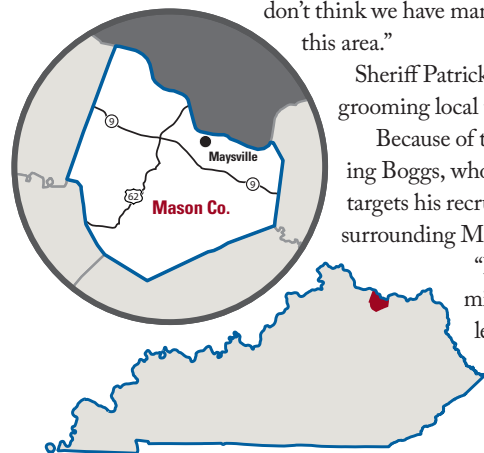 don’t think we have
this area.”
Sheriff Patrick
grooming local
Because of
ing Boggs, who
targets his recru
surrounding M
9
Maysville
9
62
Mason Co.